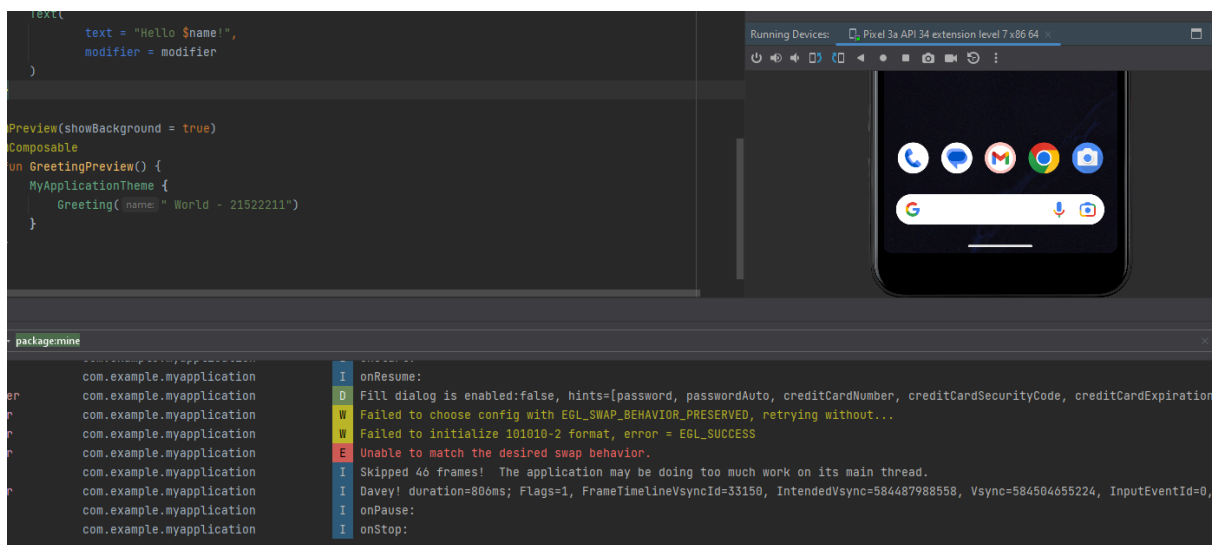 Text(
text = "Hello $name!",
modifier = modifier
)
Preview(showBackground = true)
Composable
un GreetingPreview() {
MyApplicationTheme {
Greeting( name: " World - 21522211")
}
Running Devices: Pixel 3a API 34 extension level 7 x86 64
package:mine
com.example.myapplication I onResume:
er com.example.myapplication D Fill dialog is enabled:false, hints=[password, passwordAuto, creditCardNumber, creditCardSecurityCode, creditCardExpiration
r com.example.myapplication W Failed to choose config with EGL_SWAP_BEHAVIOR_PRESERVED, retrying without...
r com.example.myapplication W Failed to initialize 101010-2 format, error = EGL_SUCCESS
r com.example.myapplication E Unable to match the desired swap behavior.
com.example.myapplication I Skipped 46 frames!  The application may be doing too much work on its main thread.
r com.example.myapplication I Davey! duration=806ms; Flags=1, FrameTimelineVsyncId=33150, IntendedVsync=584487988558, Vsync=584504655224, InputEventId=0,
com.example.myapplication I onPause:
com.example.myapplication I onStop: